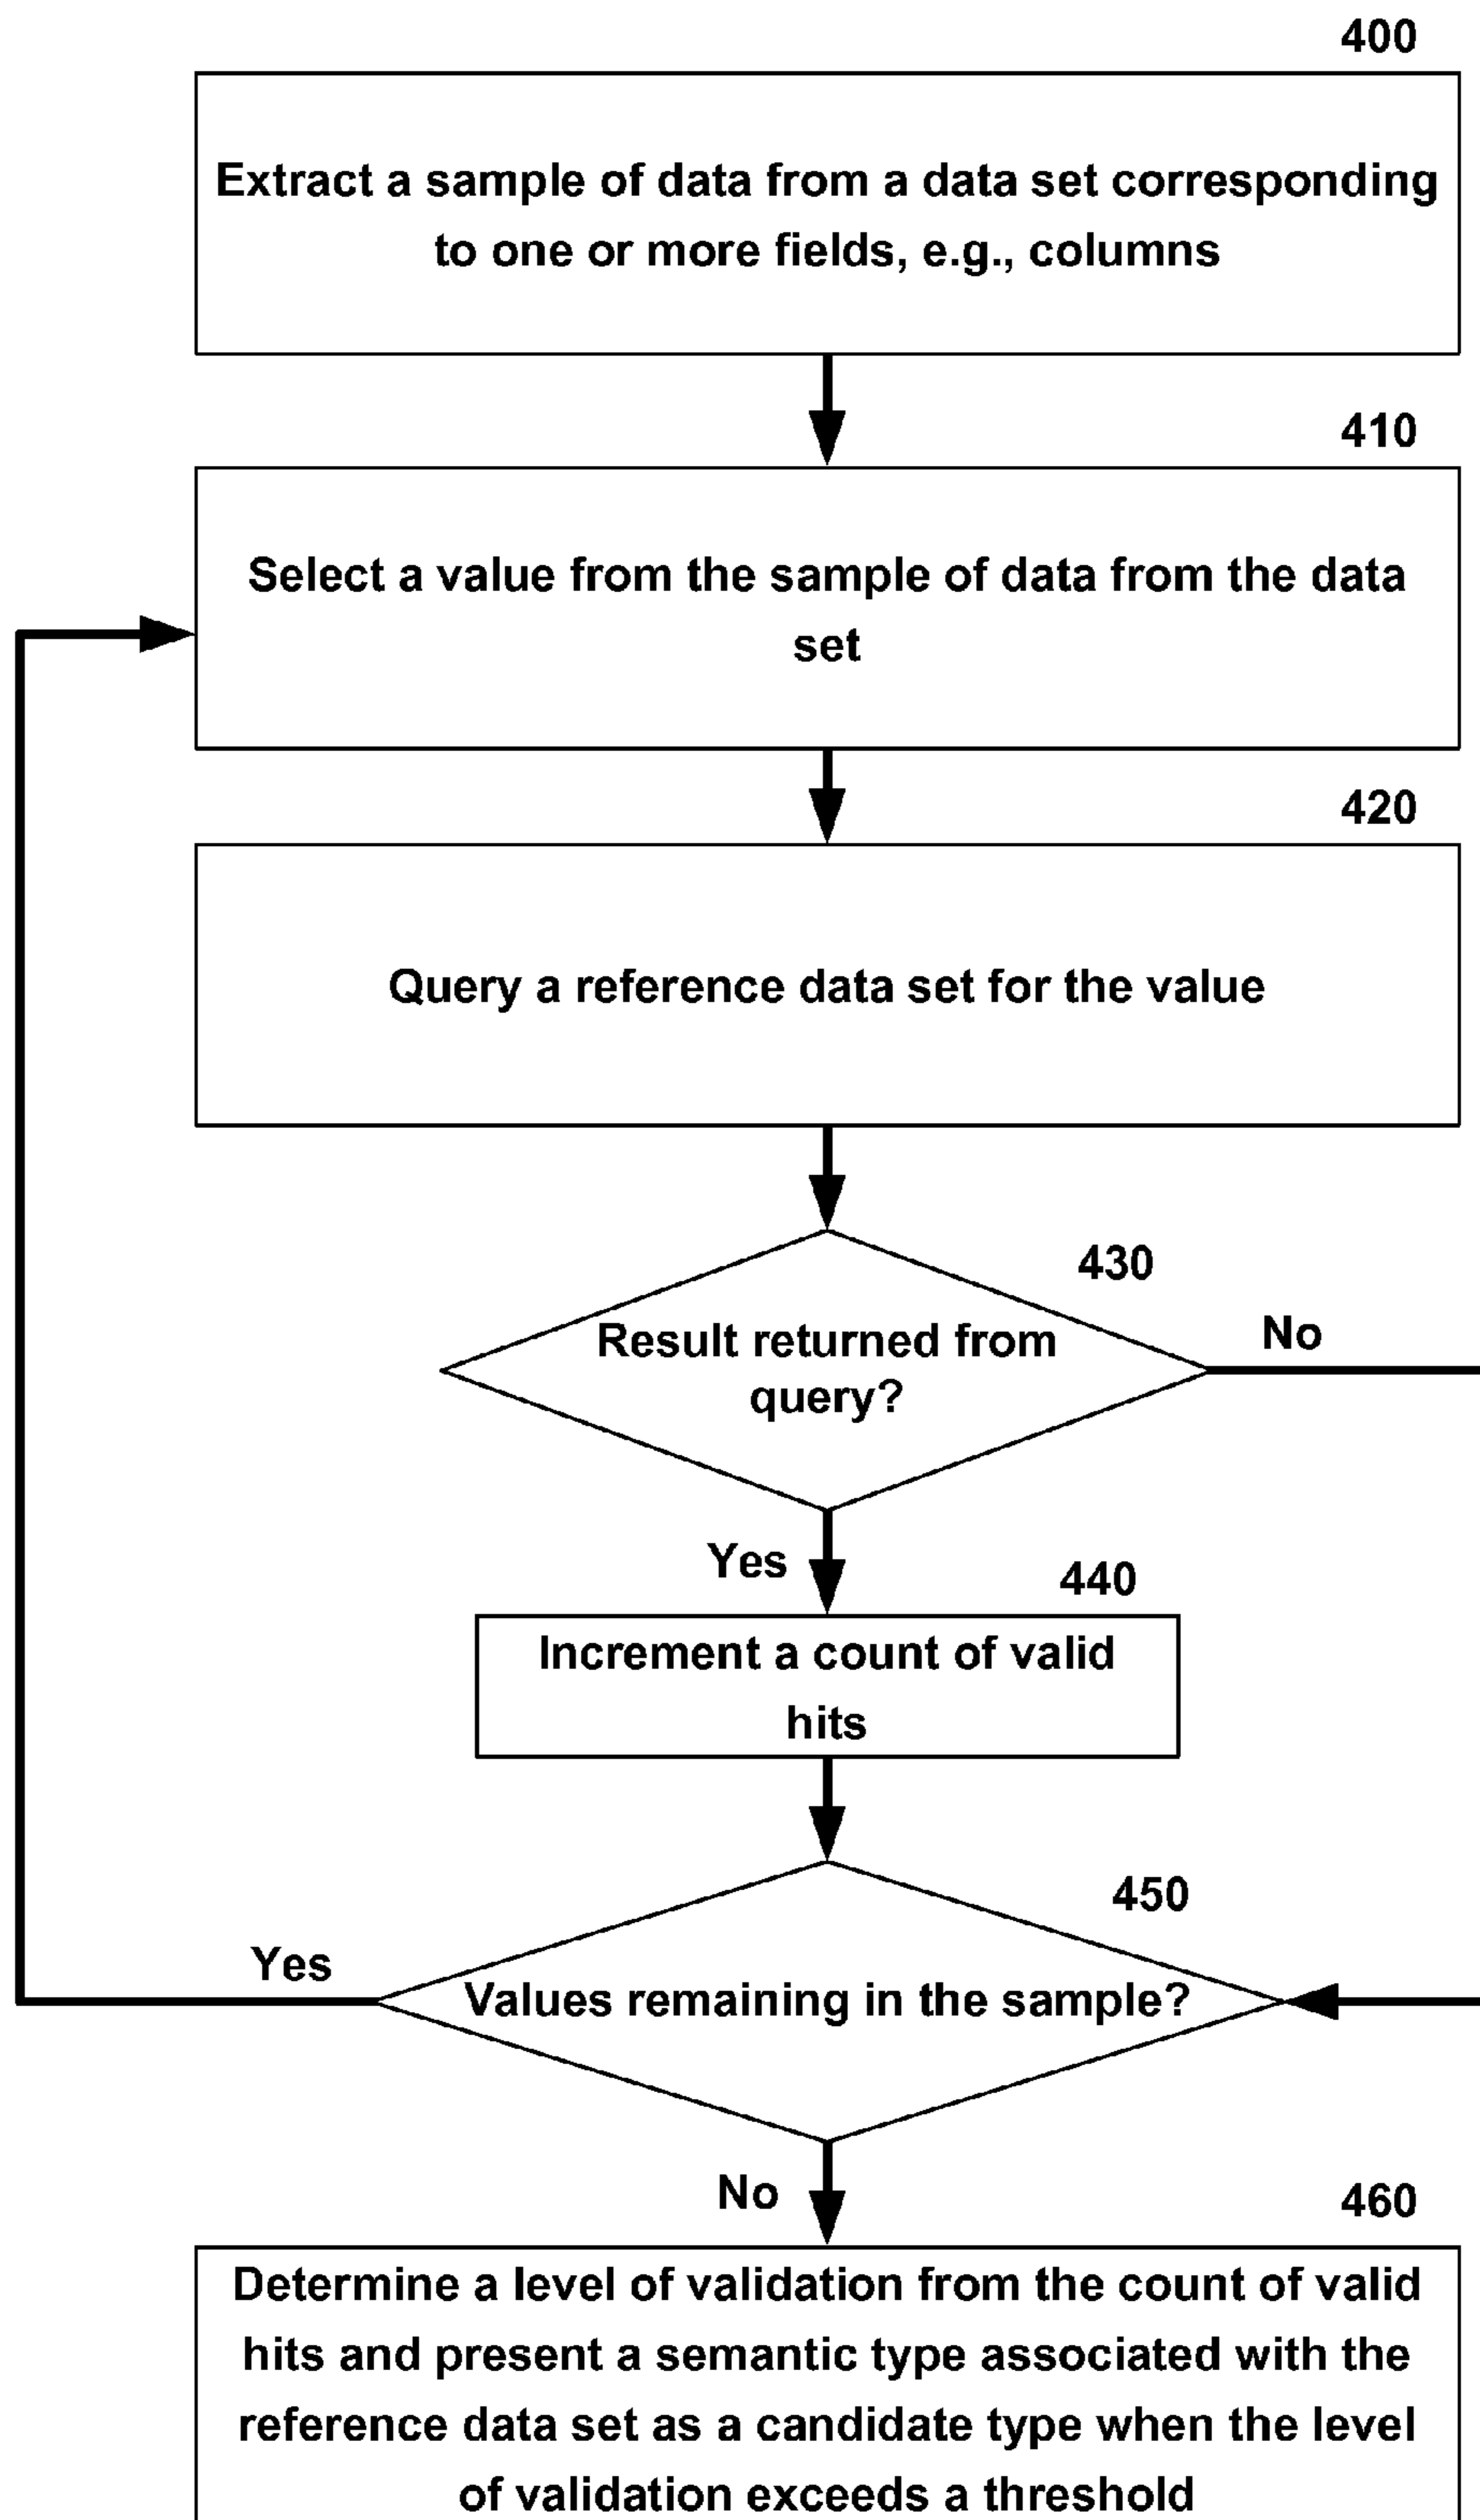 400
Extract a sample of data from a data set corresponding
to one or more fields, e.g., columns
410
Select a value from the sample of data from the data
set
420
Query a reference data set for the value
430
Result returned from
query?
No
Yes
440
Increment a count of valid
hits
450
Yes
Values remaining in the sample?
No
460
Determine a level of validation from the count of valid
hits and present a semantic type associated with the
reference data set as a candidate type when the level
of validation exceeds a threshold